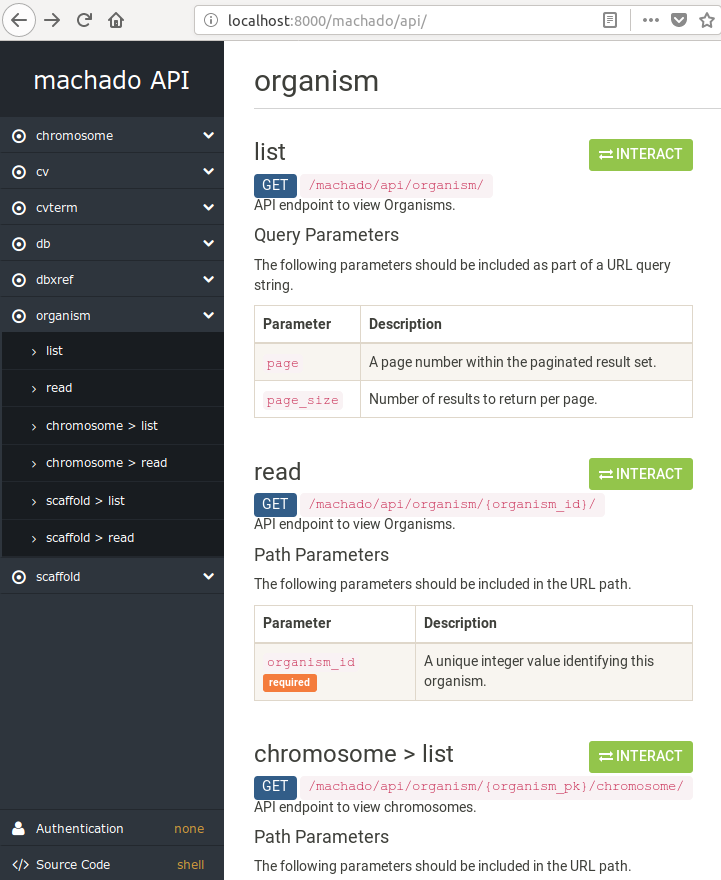 localhost:8000/machado/api/
machado API
chromosome
cv
cvterm
db
dbxref
organism
list
read
chromosome > list
chromosome > read
scaffold > list
scaffold > read
scaffold
Authentication none
Source Code shell
organism
list
INTERACT
GET /machado/api/organism/
API endpoint to view Organisms.
Query Parameters
The following parameters should be included as part of a URL query
string.
Parameter Description
page A page number within the paginated result set.
page_size Number of results to return per page.
read
INTERACT
GET /machado/api/organism/{organism_id}/
API endpoint to view Organisms.
Path Parameters
The following parameters should be included in the URL path.
Parameter Description
organism_id A unique integer value identifying this
required organism.
chromosome > list
INTERACT
GET /machado/api/organism/{organism_pk}/chromosome/
API endpoint to view chromosomes.
Path Parameters
The following parameters should be included in the URL path.